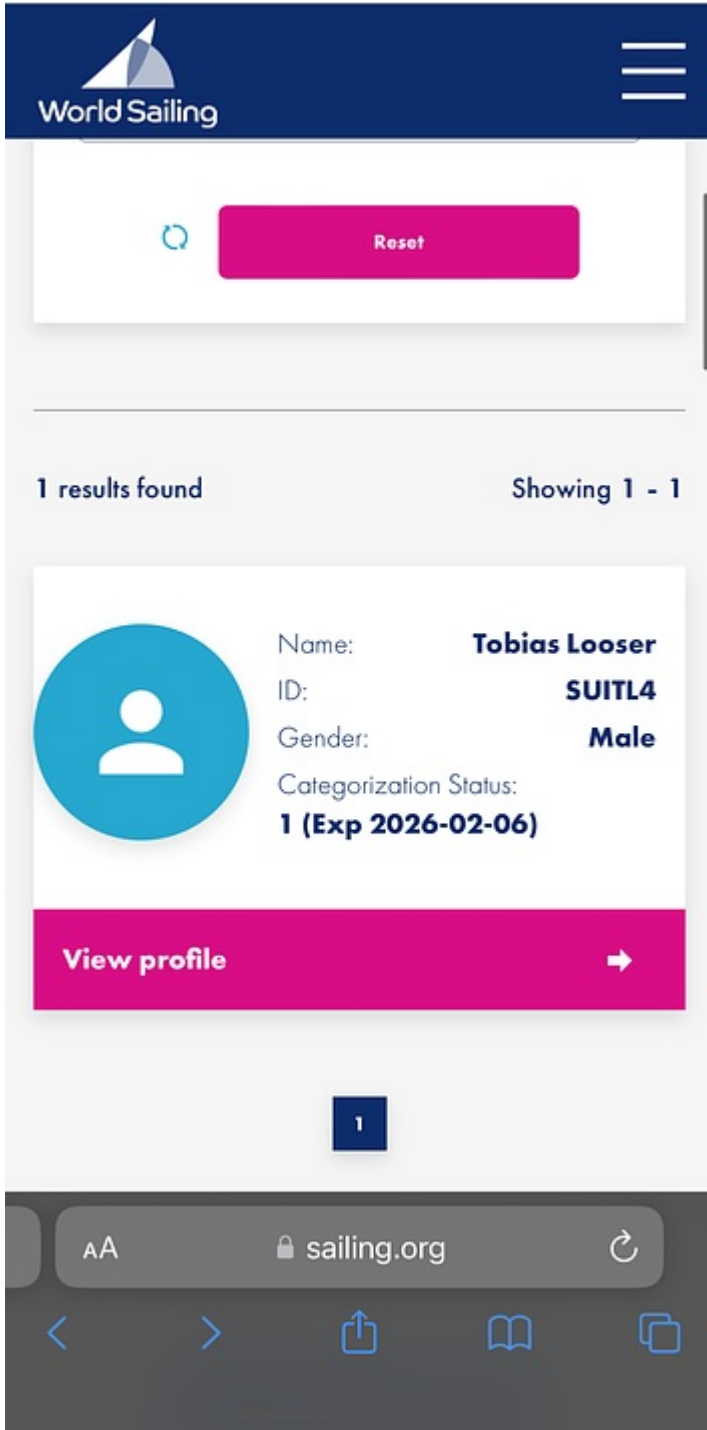 World Sailing
Reset
1 results found
Showing 1 - 1
Name: Tobias Looser
ID: SUITL4
Gender: Male
Categorization Status:
1 (Exp 2026-02-06)
View profile
1
AA sailing.org